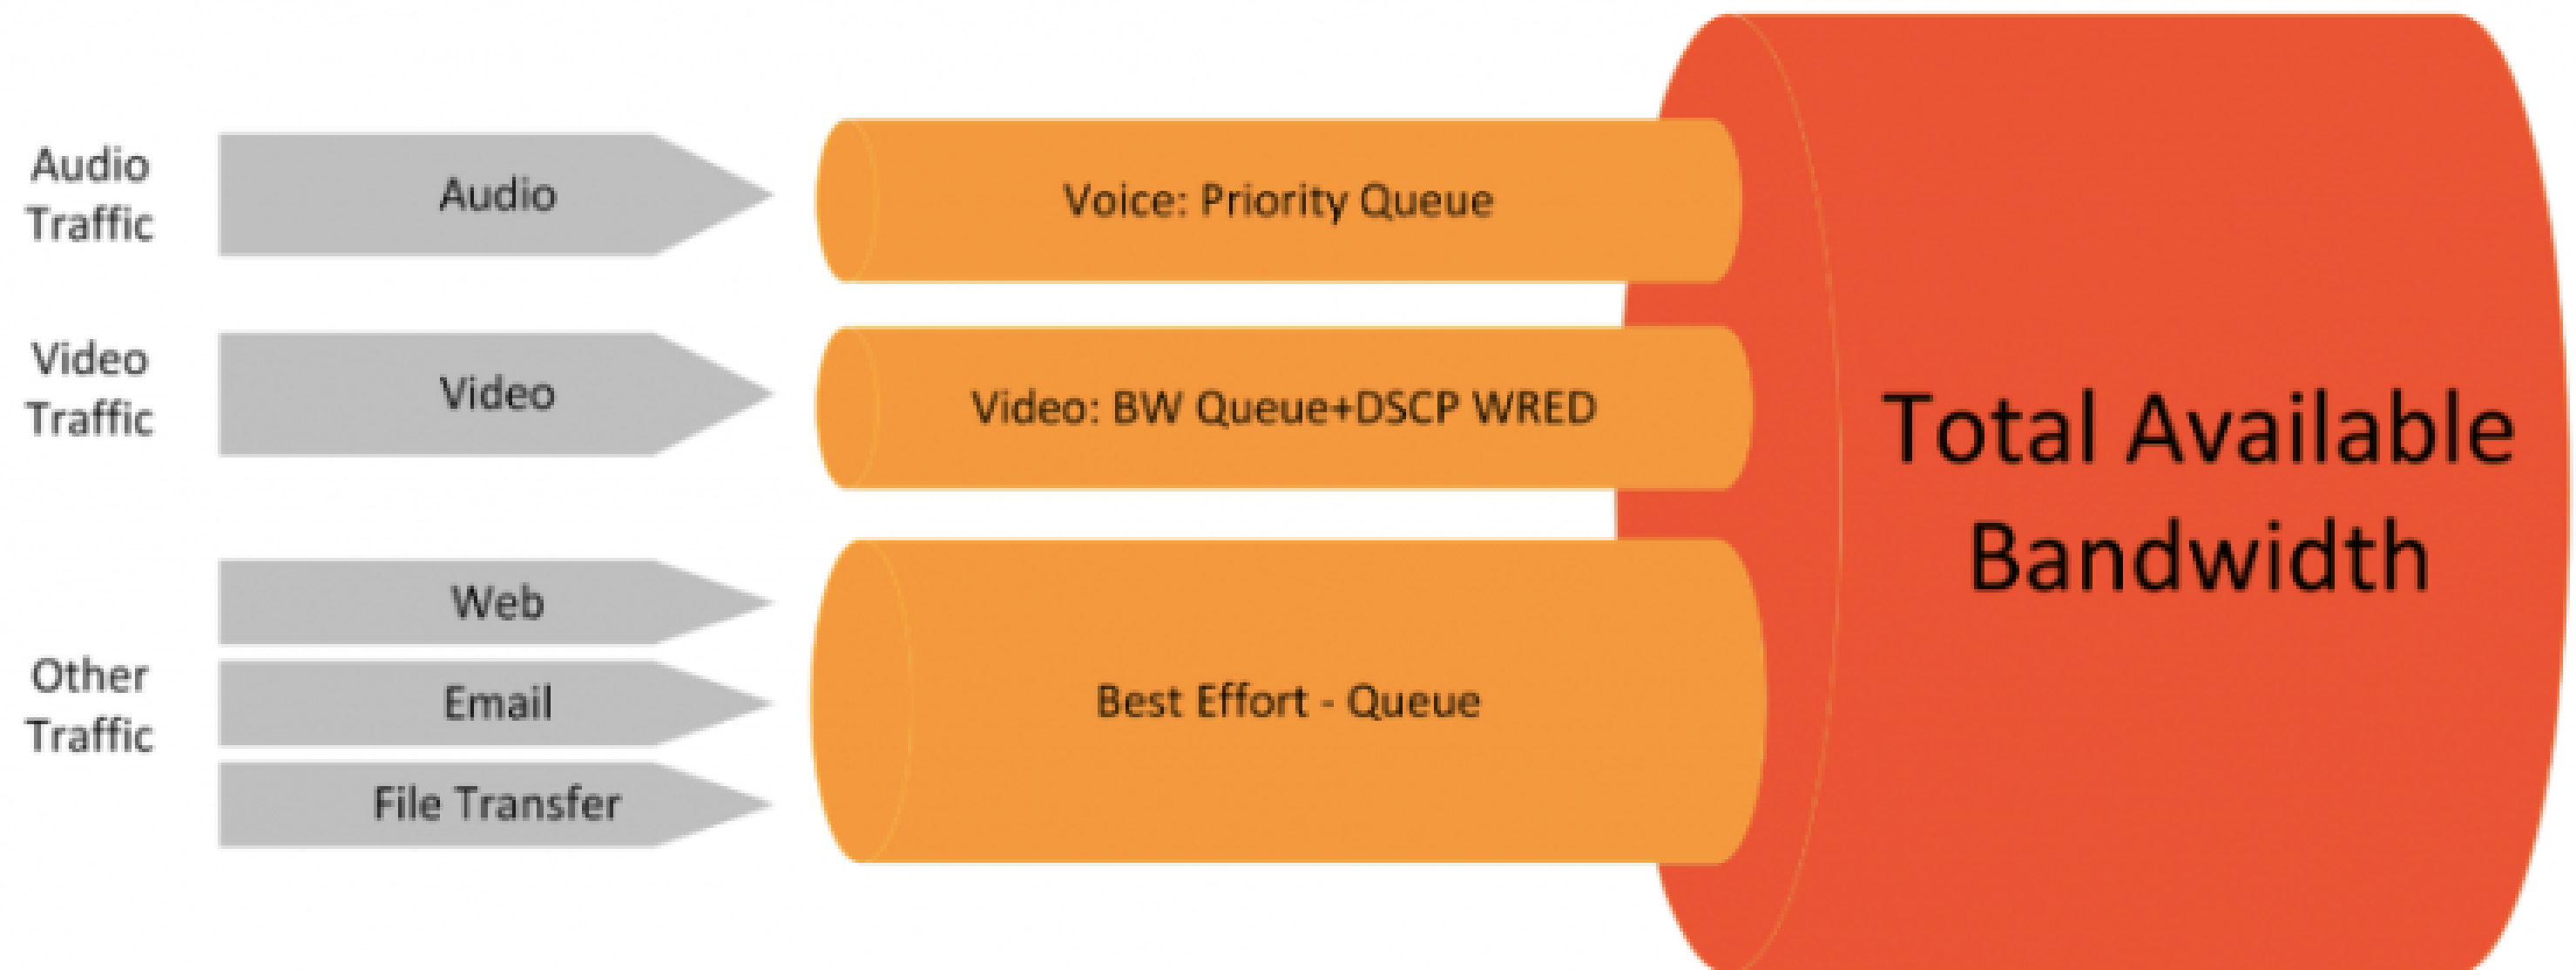 Audio
Traffic
Audio
Voice: Priority Queue
Video
Traffic
Video
Video: BW Queue+DSCP WRED
Total Available
Bandwidth
Other
Traffic
Web
Email
File Transfer
Best Effort - Queue